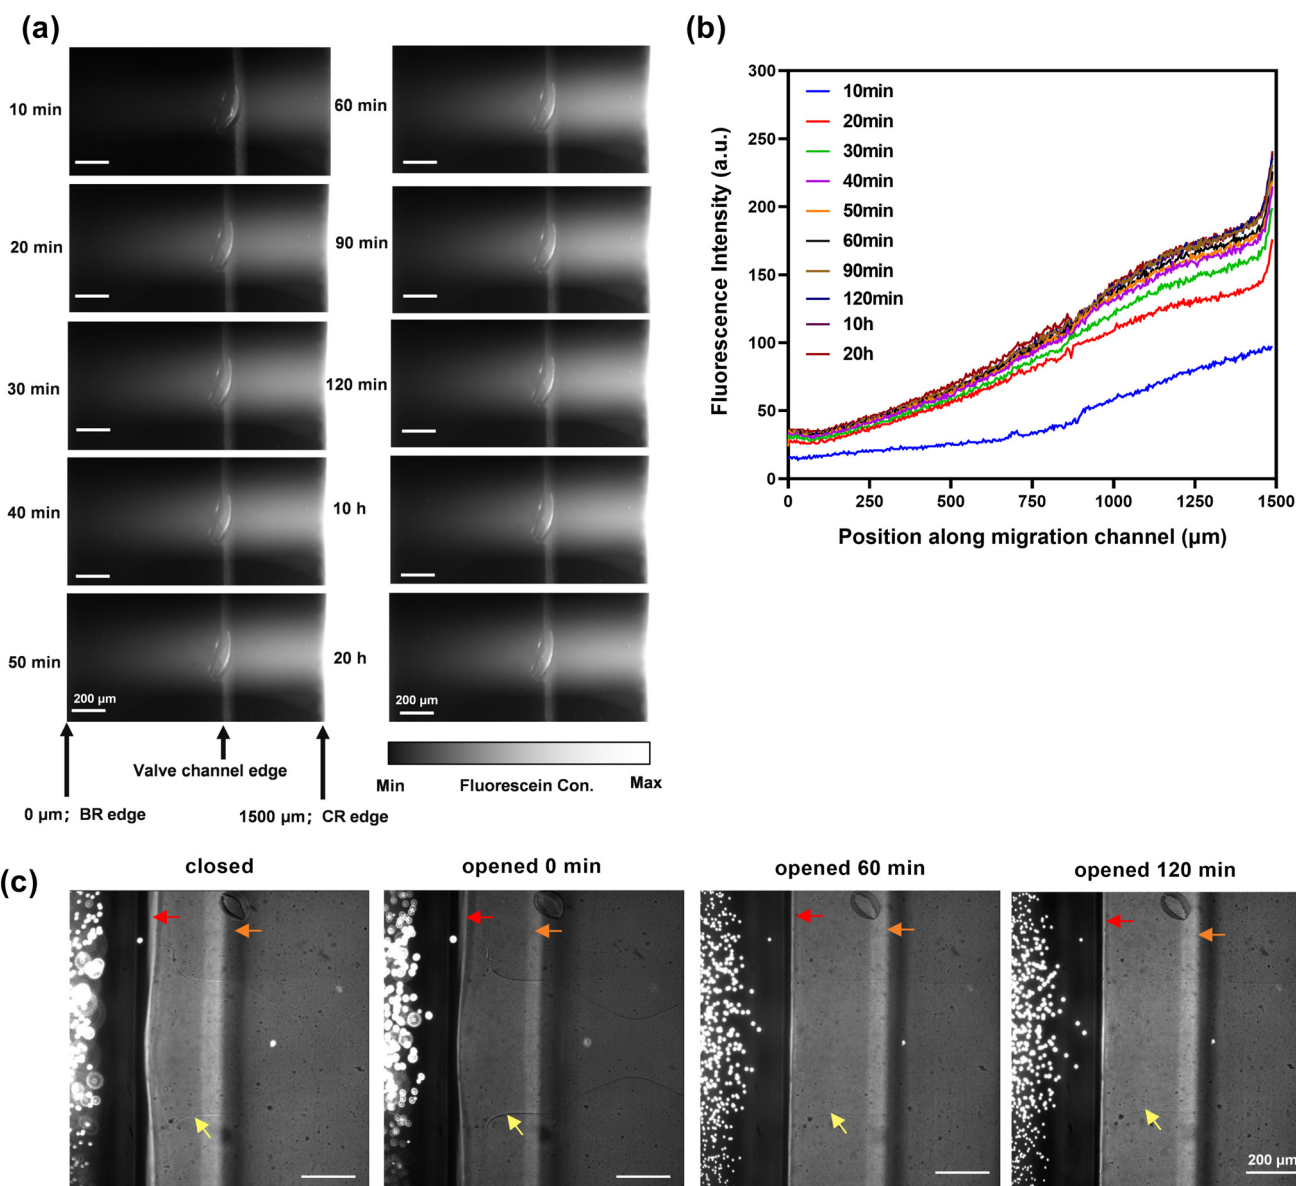 (a)
10 min
20 min
30 min
40 min
50 min
200 µm
60 min
90 min
120 min
10 h
20 h
200 µm
Valve channel edge
0 µm; BR edge
1500 µm; CR edge
Min
Fluorescein Con.
Max
(b)
Fluorescence Intensity (a.u.)
300
250
200
150
100
50
0
10min
20min
30min
40min
50min
60min
90min
120min
10h
20h
0
250
500
750
1000
1250
1500
Position along migration channel (µm)
(c)
closed
opened 0 min
opened 60 min
opened 120 min
200 µm